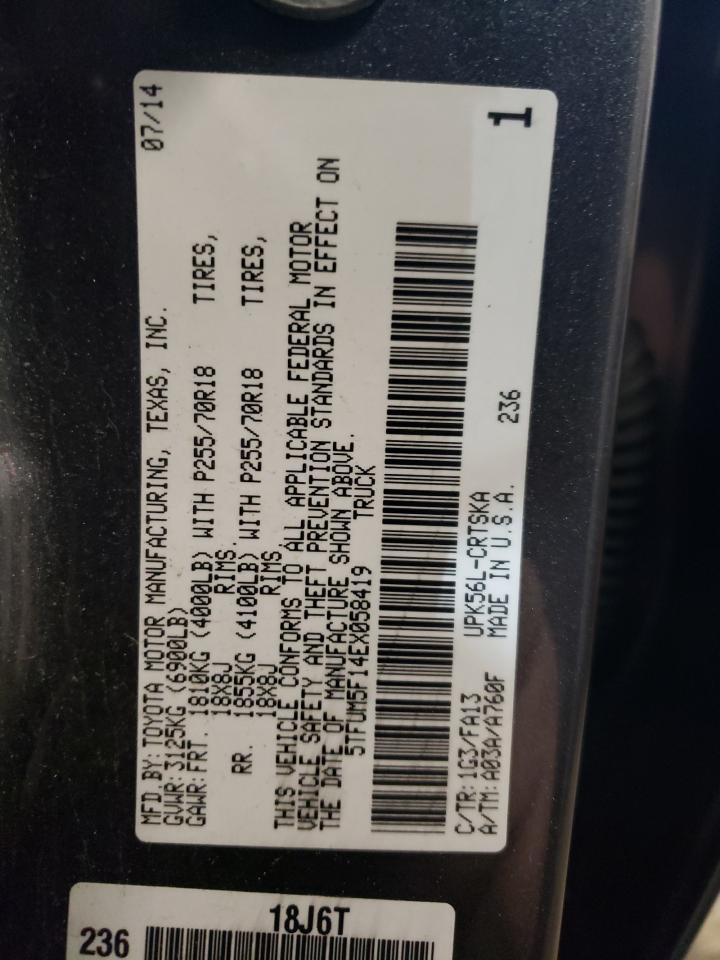 MFD BY: TOYOTA MOTOR MANUFACTURING, TEXAS, INC. 07/14
GVWR: 3125KG (6900LB)
GAWR: FRT. 1810KG (4000LB) WITH P255/70R18 TIRES,
18X8J RIMS.
RR. 1855KG (4100LB) WITH P255/70R18 TIRES,
18X8J RIMS.
THIS VEHICLE CONFORMS TO ALL APPLICABLE FEDERAL MOTOR
VEHICLE SAFETY AND THEFT PREVENTION STANDARDS IN EFFECT ON
THE DATE OF MANUFACTURE SHOWN ABOVE.
5TFUM5F14EX058419 TRUCK
C/TR: 1G3/FA13 UPK56L-CRTSKA 236
A/TM: A03A/A760F MADE IN U.S.A. 1
18J6T
236